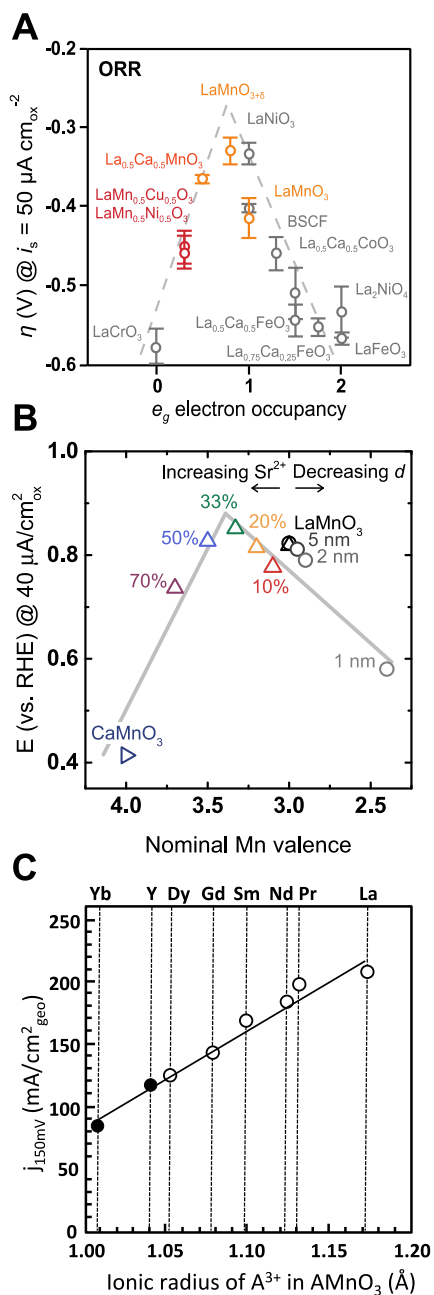 A
ORR
LaMnO₃₊δ
LaNiO₃
La₀.₅Ca₀.₅MnO₃
LaMn₀.₅Cu₀.₅O₃
LaMn₀.₅Ni₀.₅O₃
LaMnO₃
BSCF
La₀.₅Ca₀.₅CoO₃
La₂NiO₄
La₀.₅Ca₀.₅FeO₃
LaCrO₃
La₀.₇₅Ca₀.₂₅FeO₃
LaFeO₃
-0.2
-0.3
-0.4
-0.5
-0.6
0 1 2
η (V) @ iₛ = 50 μA cmₒₓ⁻²
e_g electron occupancy
B
Increasing Sr²⁺ Decreasing d
33%
20%
LaMnO₃
50%
5 nm
2 nm
70%
10%
1 nm
CaMnO₃
1.0
0.8
0.6
0.4
4.0 3.5 3.0 2.5
E (vs. RHE) @ 40 μA/cm²ₒₓ
Nominal Mn valence
C
Yb Y Dy Gd Sm Nd Pr La
250
200
150
100
50
0
1.00 1.05 1.10 1.15 1.20
j₁₅₀ₘᵥ (mA/cm²geo)
Ionic radius of A³⁺ in AMnO₃ (Å)